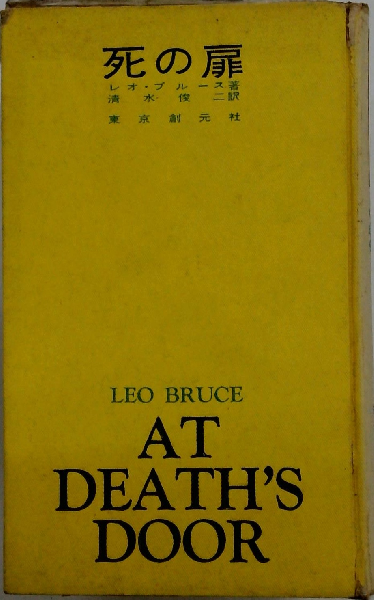 死の扉
レオ・ブルース著
清水俊二訳
東京創元社
LEO BRUCE
AT
DEATH'S
DOOR